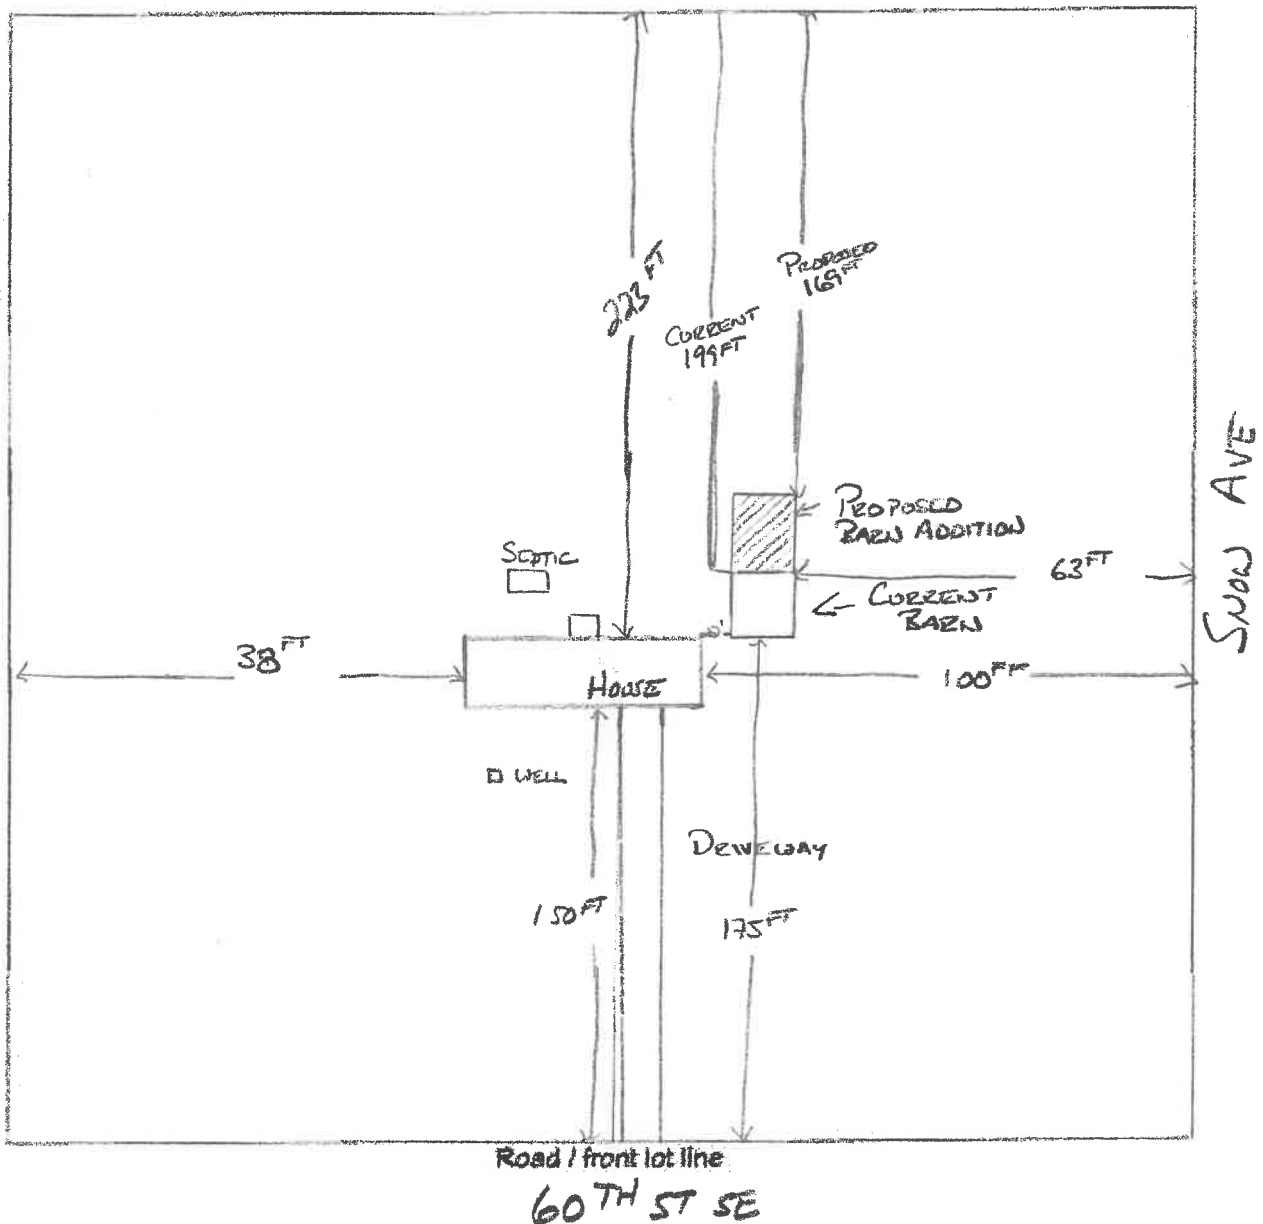 223 FT
PROPOSED
169 FT
CURRENT
199 FT
PROPOSED
BARN ADDITION
SEPTIC
63 FT
CURRENT
BARN
38 FT
HOUSE
100 FT
WELL
DRIVEWAY
150 FT
175 FT
SNOW AVE
Road / front lot line
60TH ST SE